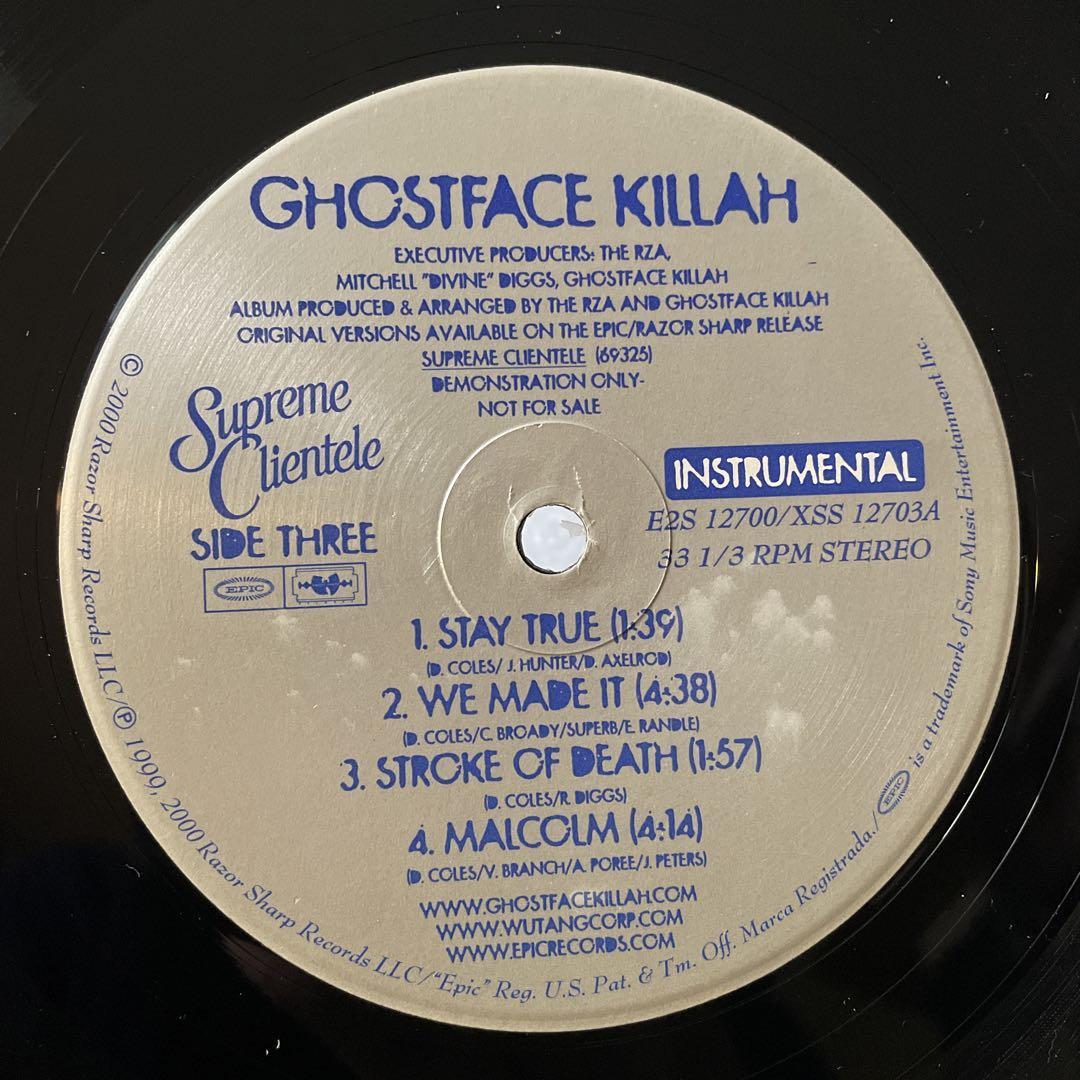 GHOSTFACE KILLAH
EXECUTIVE PRODUCERS: THE RZA,
MITCHELL "DIVINE" DIGGS, GHOSTFACE KILLAH
ALBUM PRODUCED & ARRANGED BY THE RZA AND GHOSTFACE KILLAH
ORIGINAL VERSIONS AVAILABLE ON THE EPIC/RAZOR SHARP RELEASE
SUPREME CLIENTELE (69325)
DEMONSTRATION ONLY-
NOT FOR SALE
Supreme
Clientele
SIDE THREE
EPIC
INSTRUMENTAL
E2S 12700/XSS 12703A
33 1/3 RPM STEREO
1. STAY TRUE (1:39)
(D. COLES/ J. HUNTER/D. AXELROD)
2. WE MADE IT (4:38)
(D. COLES/C. BROADY/SUPERB/E. RANDLE)
3. STROKE OF DEATH (1:57)
(D. COLES/R. DIGGS)
4. MALCOLM (4:14)
(D. COLES/V. BRANCH/A. POREE/J. PETERS)
WWW.GHOSTFACEKILLAH.COM
WWW.WUTANGCORP.COM
WWW.EPICRECORDS.COM
© 2000 Razor Sharp Records LLC/℗ 1999, 2000 Razor Sharp Records LLC/"Epic" Reg. U.S. Pat. & Tm. Off. Marca Registrada./ EPIC is a trademark of Sony Music Entertainment Inc.